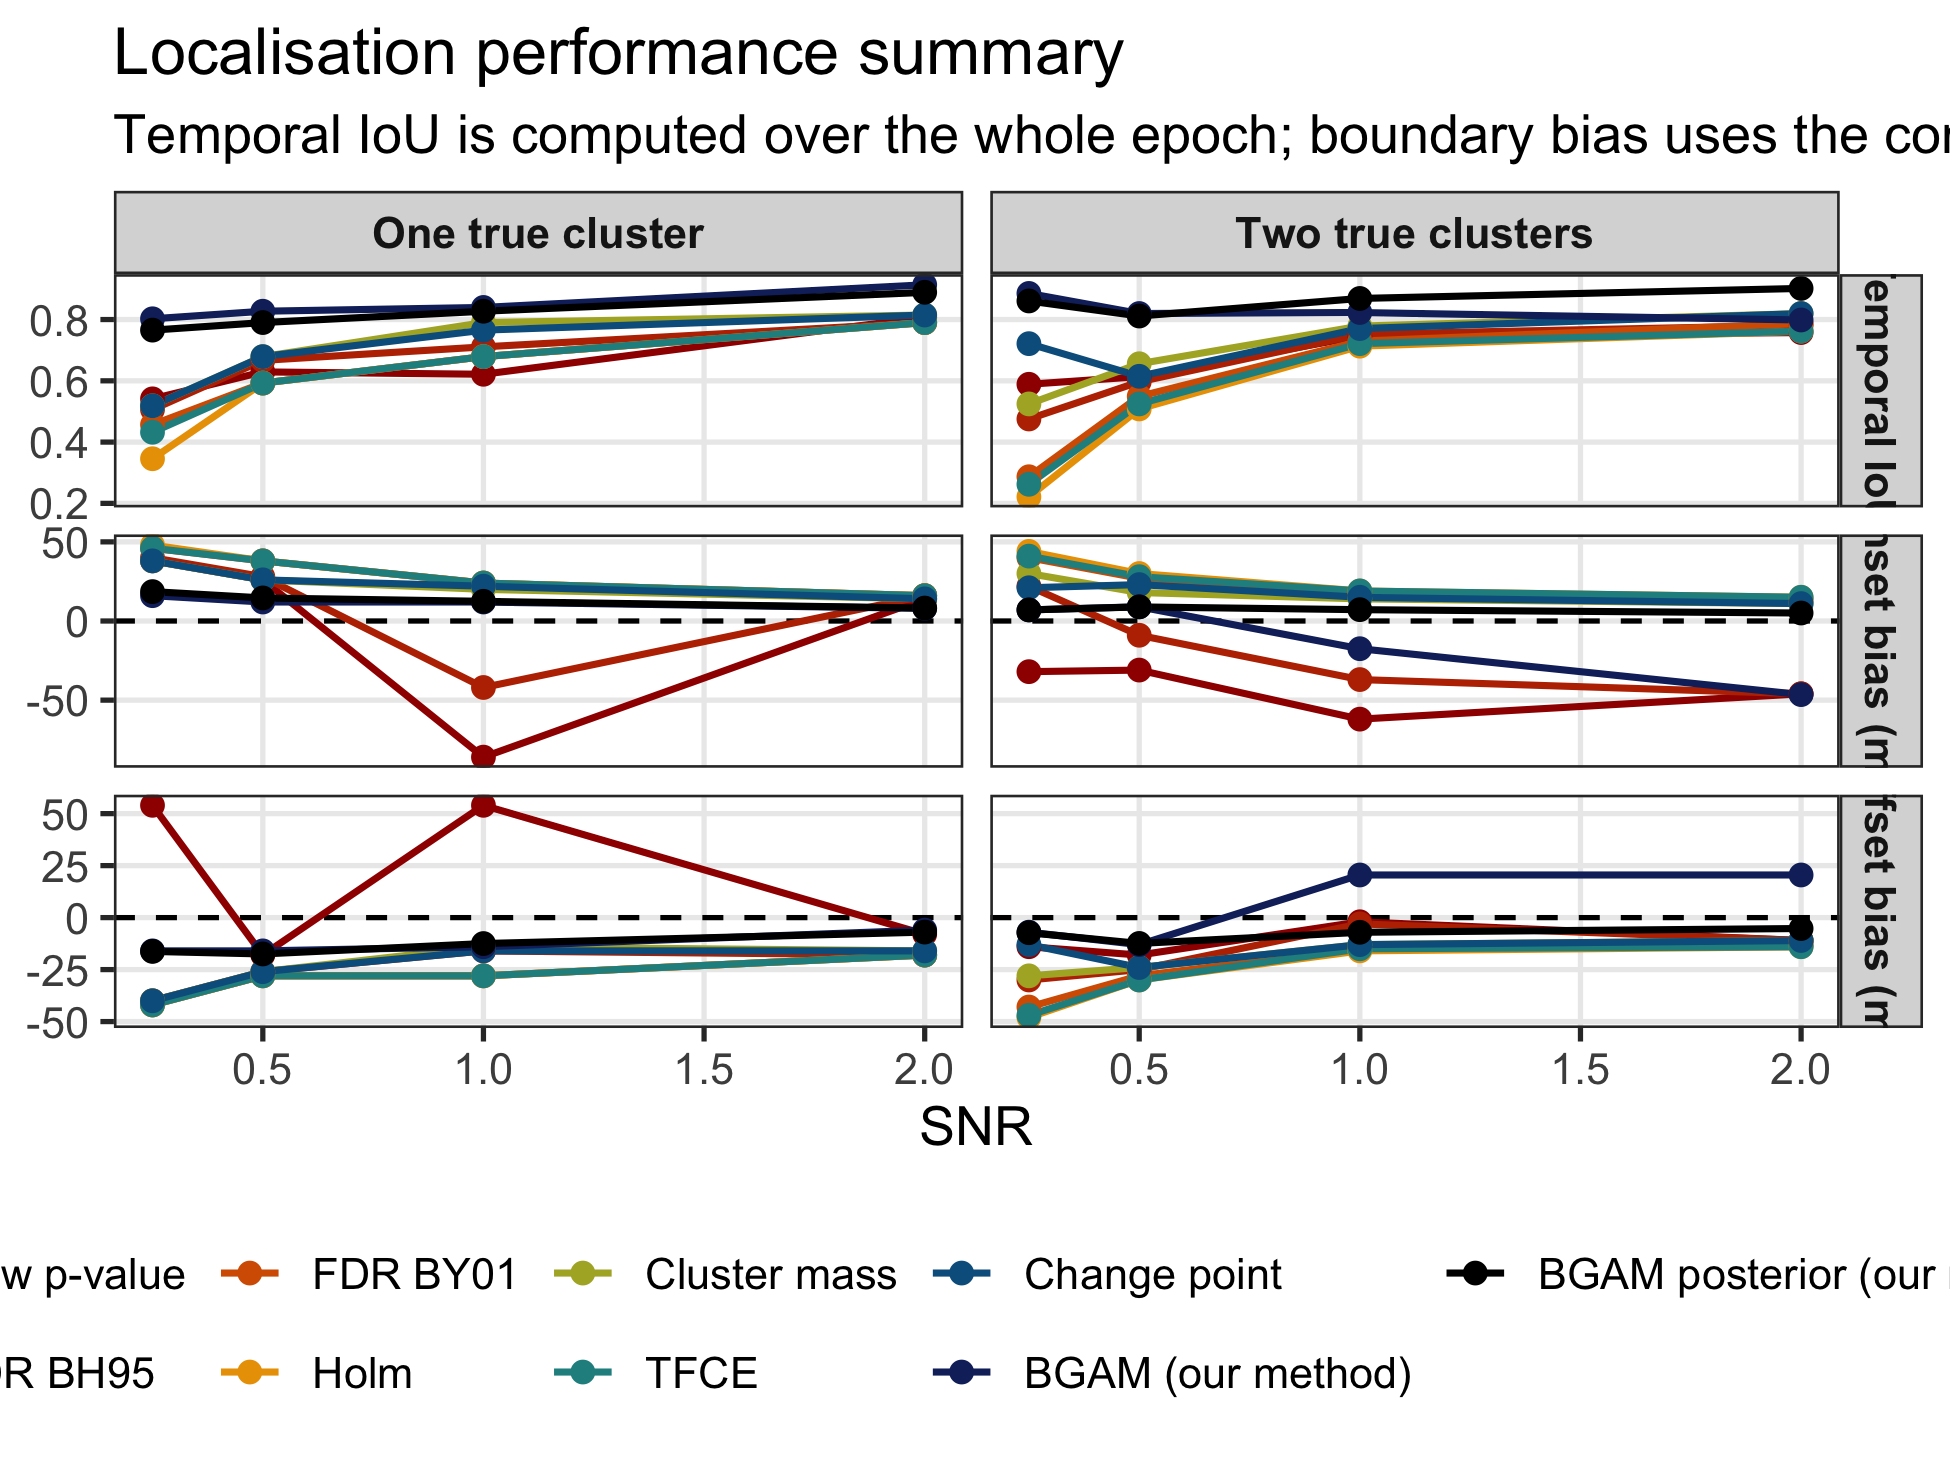 Localisation performance summary
Temporal IoU is computed over the whole epoch; boundary bias uses the
One true cluster
Two true clusters
0.8
0.6
0.4
0.2
50
0
-50
50
25
0
-25
-50
emporal Io
nset bias (m
fset bias (m
0.5 1.0 1.5 2.0
0.5 1.0 1.5 2.0
SNR
w p-value FDR BY01 Cluster mass Change point BGAM posterior (our
R BH95 Holm TFCE BGAM (our method)